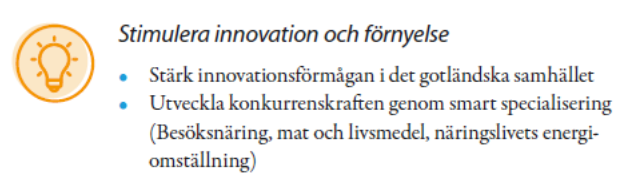 Stimulera innovation och förnyelse
• Stärk innovationsförmågan i det gotländska samhället
• Utveckla konkurrenskraften genom smart specialisering
(Besöksnäring, mat och livsmedel, näringslivets energi-
omställning)